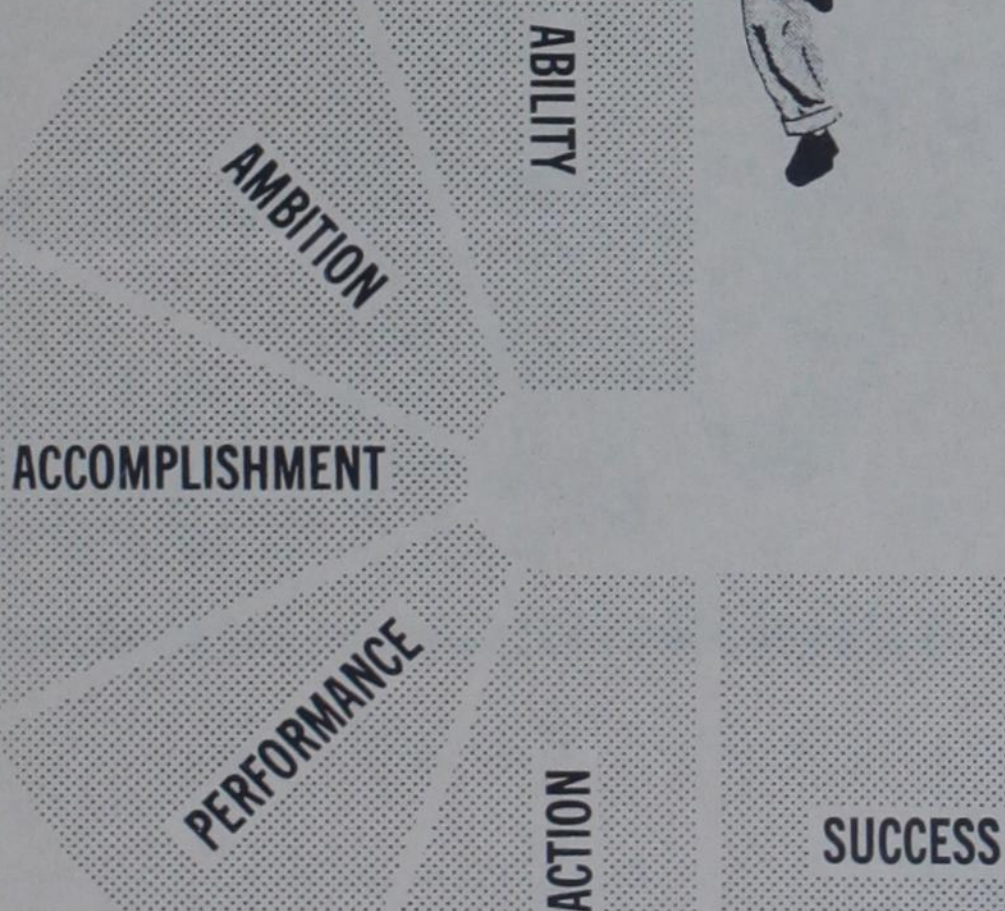 ABILITY
AMBITION
ACCOMPLISHMENT
PERFORMANCE
ACTION
SUCCESS